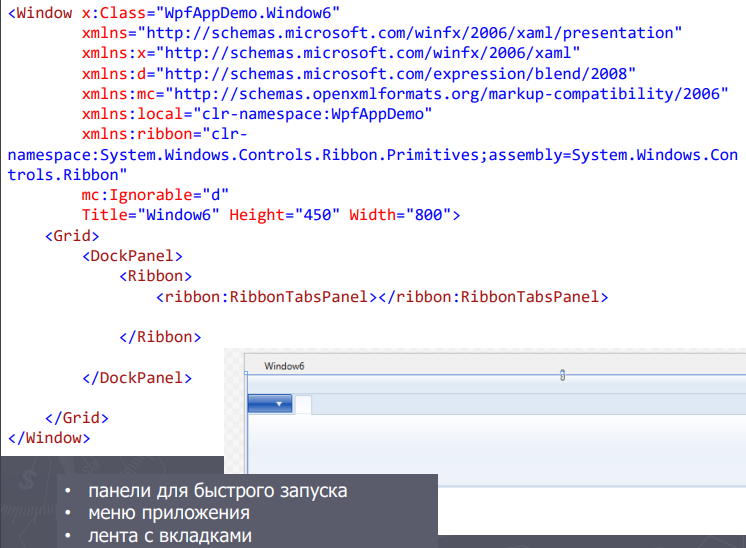 <Window x:Class="WpfAppDemo.Window6"
xmlns="http://schemas.microsoft.com/winfx/2006/xaml/presentation"
xmlns:x="http://schemas.microsoft.com/winfx/2006/xaml"
xmlns:d="http://schemas.microsoft.com/expression/blend/2008"
xmlns:mc="http://schemas.openxmlformats.org/markup-compatibility/2006"
xmlns:local="clr-namespace:WpfAppDemo"
xmlns:ribbon="clr-
namespace:System.Windows.Controls.Ribbon.Primitives;assembly=System.Windows.Con
trols.Ribbon"
mc:Ignorable="d"
Title="Window6" Height="450" Width="800">
<Grid>
<DockPanel>
<Ribbon>
<ribbon:RibbonTabsPanel></ribbon:RibbonTabsPanel>
</Ribbon>
</DockPanel>
</Grid>
</Window>
Window6
• панели для быстрого запуска
• меню приложения
• лента с вкладками